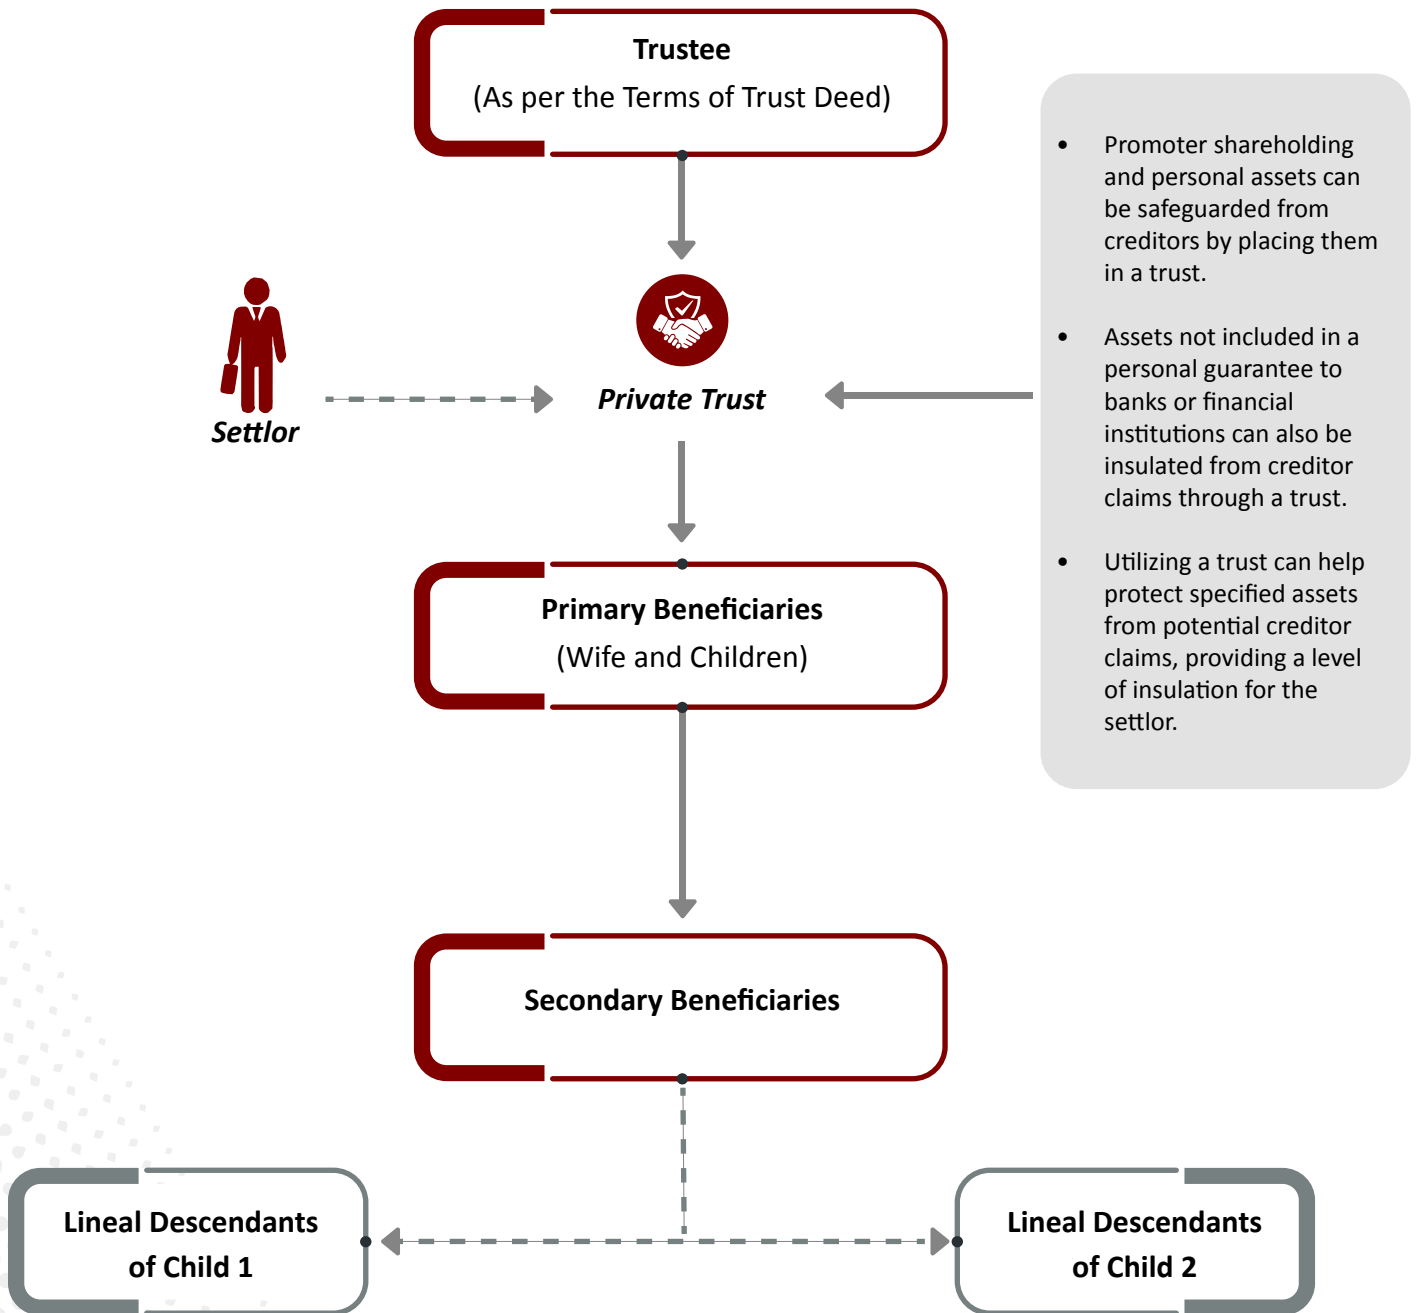 Trustee
(As per the Terms of Trust Deed)
Settlor
Private Trust
• Promoter shareholding
and personal assets can
be safeguarded from
creditors by placing them
in a trust.
• Assets not included in a
personal guarantee to
banks or financial
institutions can also be
insulated from creditor
claims through a trust.
• Utilizing a trust can help
protect specified assets
from potential creditor
claims, providing a level
of insulation for the
settlor.
Primary Beneficiaries
(Wife and Children)
Secondary Beneficiaries
Lineal Descendants
of Child 1
Lineal Descendants
of Child 2